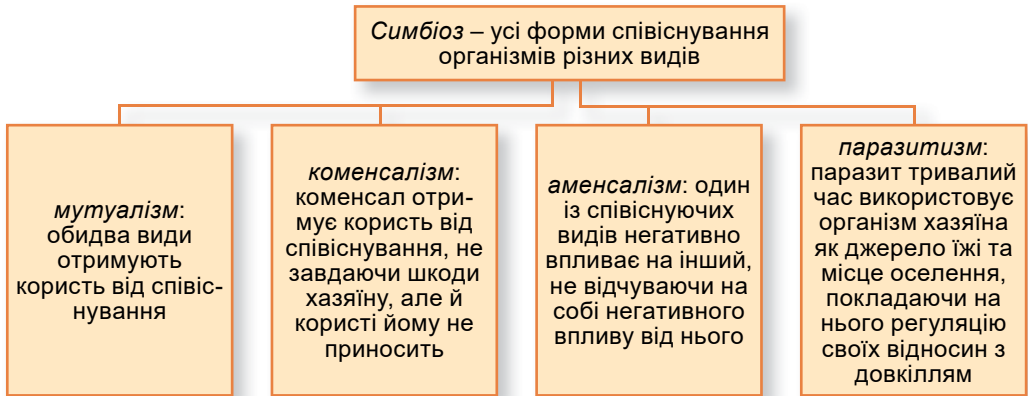 Симбіоз – усі форми співіснування
організмів різних видів
мутуалізм:
обидва види
отримують
користь від співіс-
нування
коменсалізм:
коменсал отри-
мує користь від
співіснування, не
завдаючи шкоди
хазяїну, але й
користі йому не
приносить
аменсалізм: один
із співіснуючих
видів негативно
впливає на інший,
не відчуваючи на
собі негативного
впливу від нього
паразитизм:
паразит тривалий
час використовує
організм хазяїна
як джерело їжі та
місце оселення,
покладаючи на
нього регуляцію
своїх відносин з
довкіллям